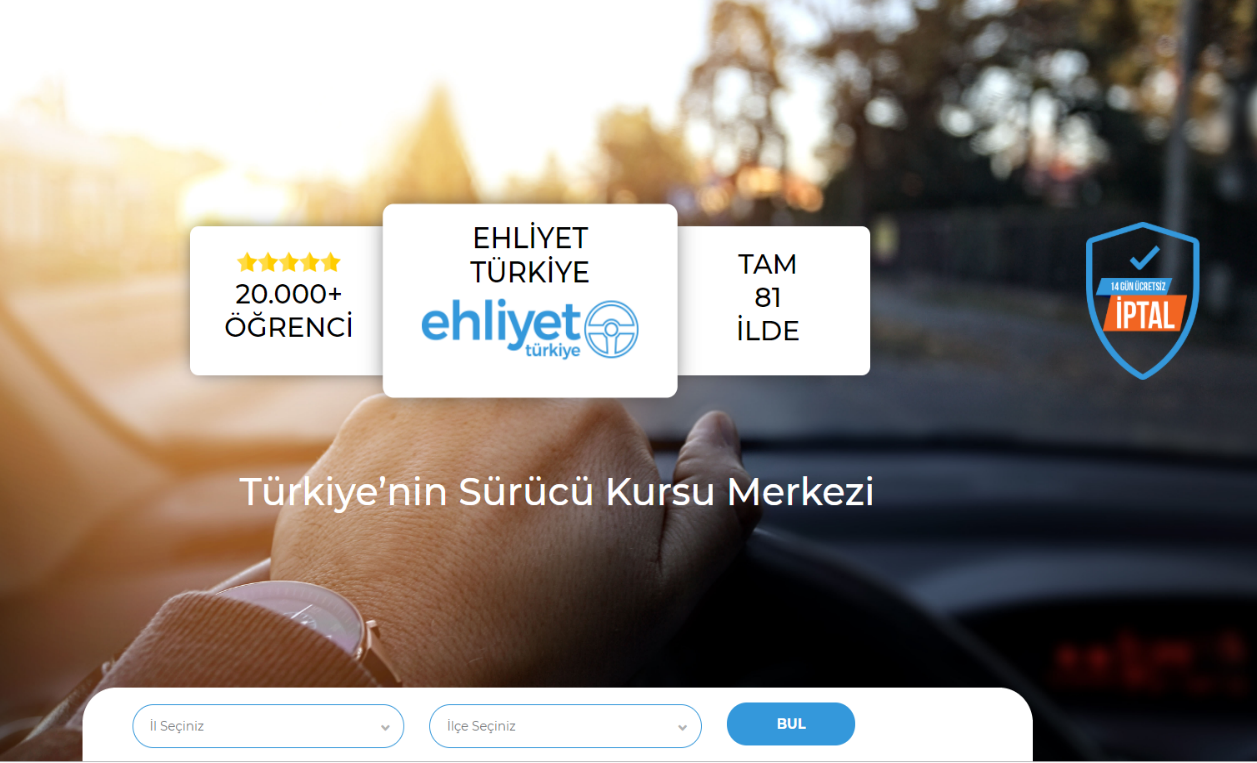 20.000+
ÖĞRENCİ
EHLİYET
TÜRKİYE
ehliyet
türkiye
TAM
81
İLDE
14 GÜN ÜCRETSİZ
İPTAL
Türkiye’nin Sürücü Kursu Merkezi
İl Seçiniz
İlçe Seçiniz
BUL